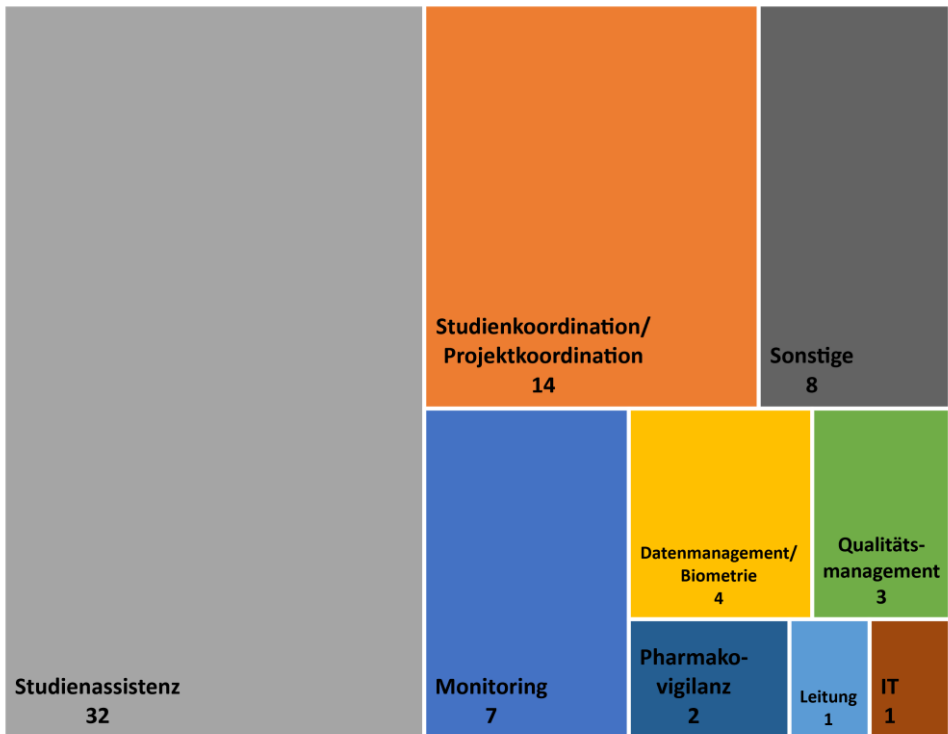 Studienassistenz
32
Studienkoordination/
Projektkoordination
14
Sonstige
8
Monitoring
7
Datenmanagement/
Biometrie
4
Qualitäts-
management
3
Pharmako-
vigilanz
2
Leitung
1
IT
1